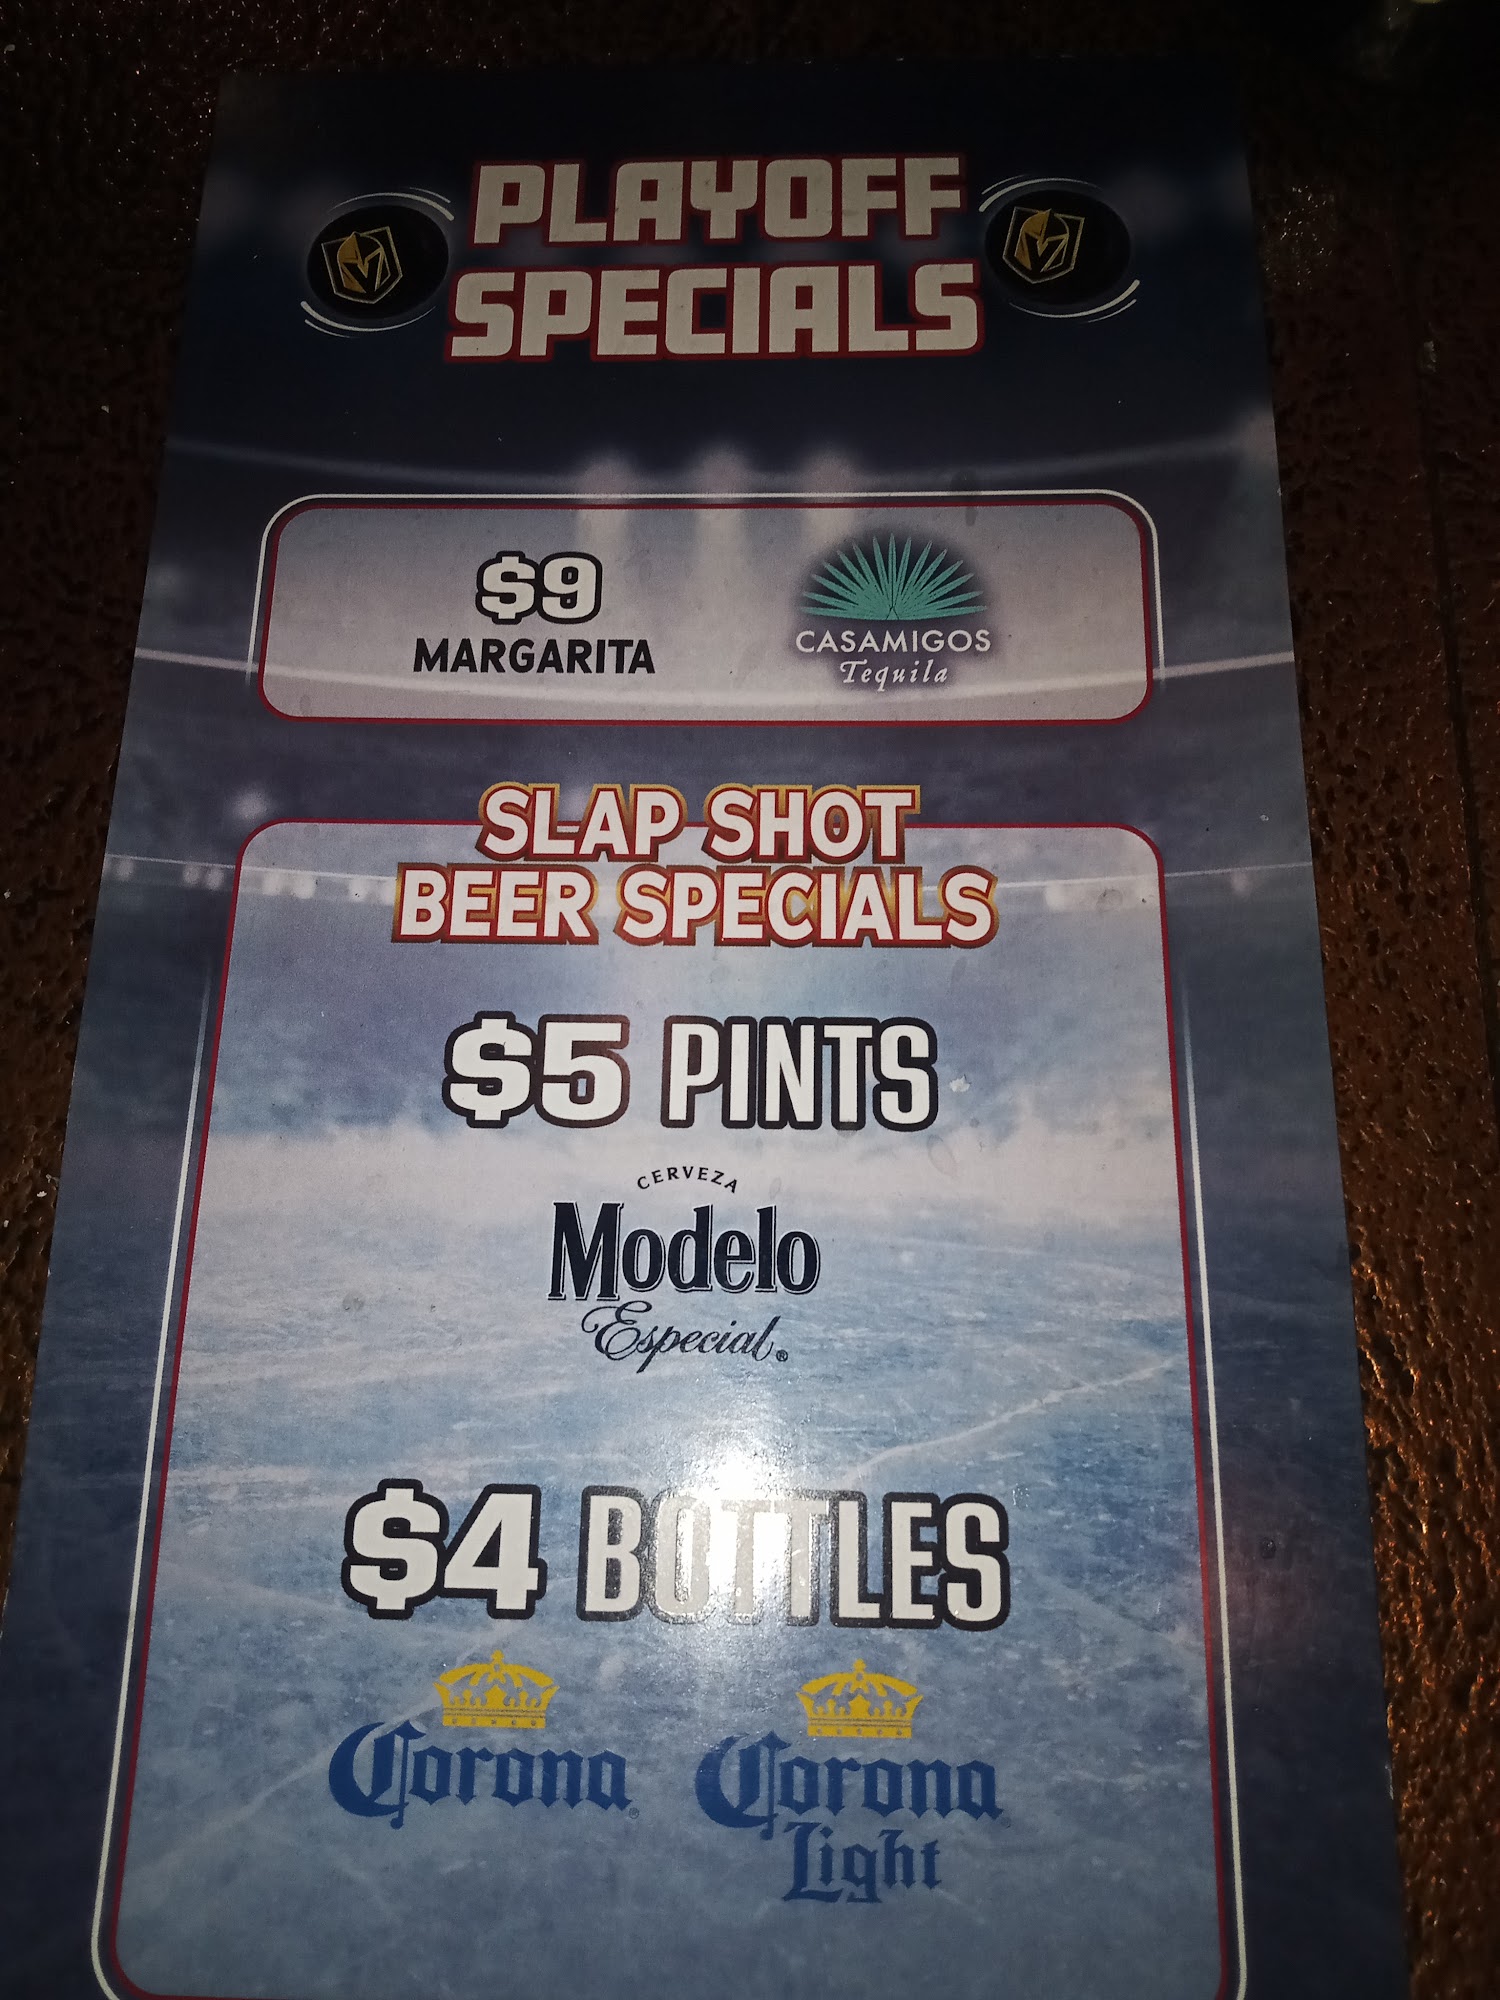 PLAYOFF
SPECIALS
$9
MARGARITA
CASAMIGOS
Tequila
SLAP SHOT
BEER SPECIALS
$5 PINTS
CERVEZA
Modelo
Especial®
$4 BOTTLES
Corona®
Corona
Light